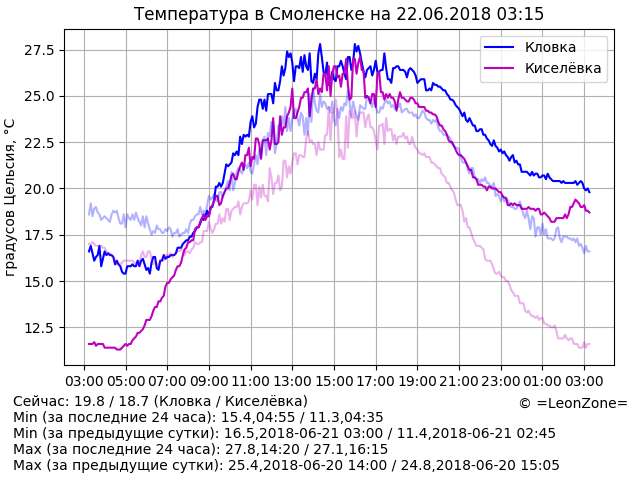 Температура в Смоленске на 22.06.2018 03:15
Кловка
Киселёвка
градусов Цельсия, °C
27.5
25.0
22.5
20.0
17.5
15.0
12.5
03:00 05:00 07:00 09:00 11:00 13:00 15:00 17:00 19:00 21:00 23:00 01:00 03:00
Сейчас: 19.8 / 18.7 (Кловка / Киселёвка)
© =LeonZone=
Min (за последние 24 часа): 15.4,04:55 / 11.3,04:35
Min (за предыдущие сутки): 16.5,2018-06-21 03:00 / 11.4,2018-06-21 02:45
Max (за последние 24 часа): 27.8,14:20 / 27.1,16:15
Max (за предыдущие сутки): 25.4,2018-06-20 14:00 / 24.8,2018-06-20 15:05